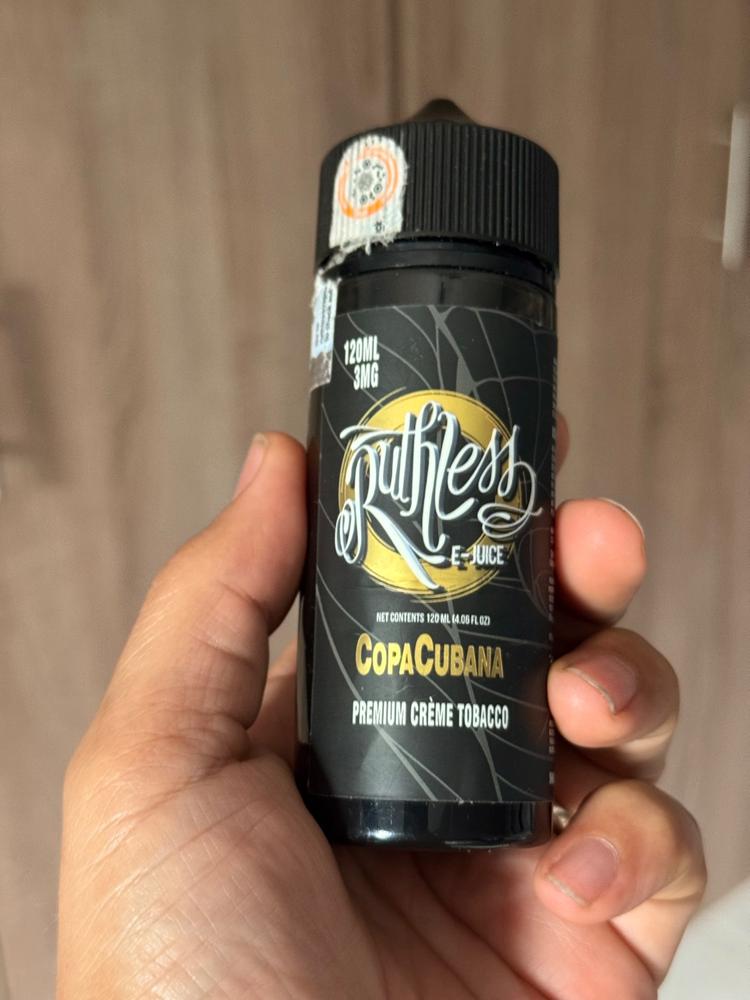 120ML
3MG
Ruthless
E-JUICE
NET CONTENTS 120 ML (4.06 FL OZ)
COPACUBANA
PREMIUM CRÈME TOBACCO